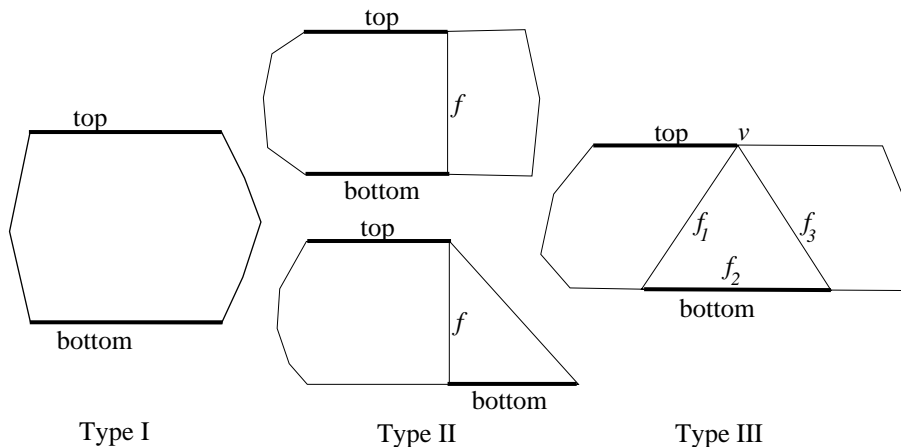 top
bottom
Type I
top
f
bottom
top
f
bottom
Type II
top
v
f1
f2
f3
bottom
Type III